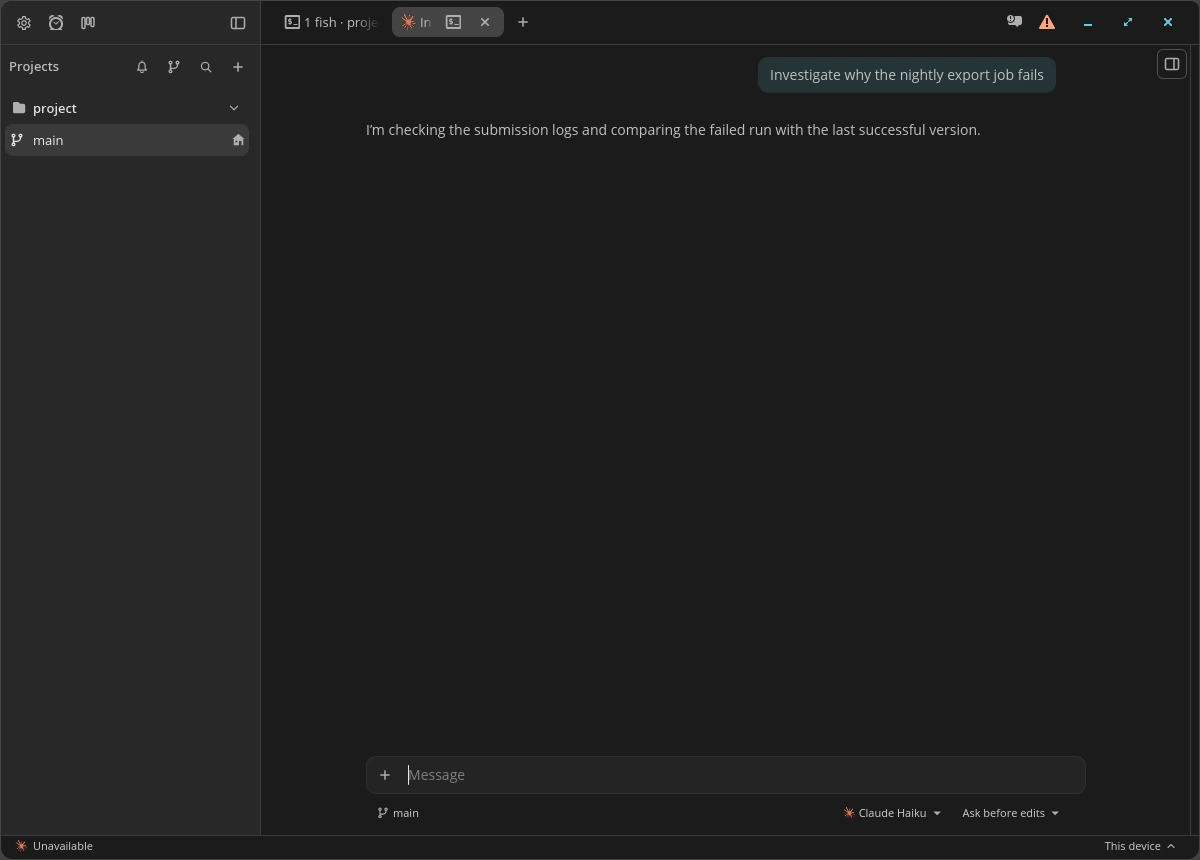 1 fish · proje
In
Projects
project
main
Investigate why the nightly export job fails
I’m checking the submission logs and comparing the failed run with the last successful version.
Message
main
Claude Haiku
Ask before edits
Unavailable
This device